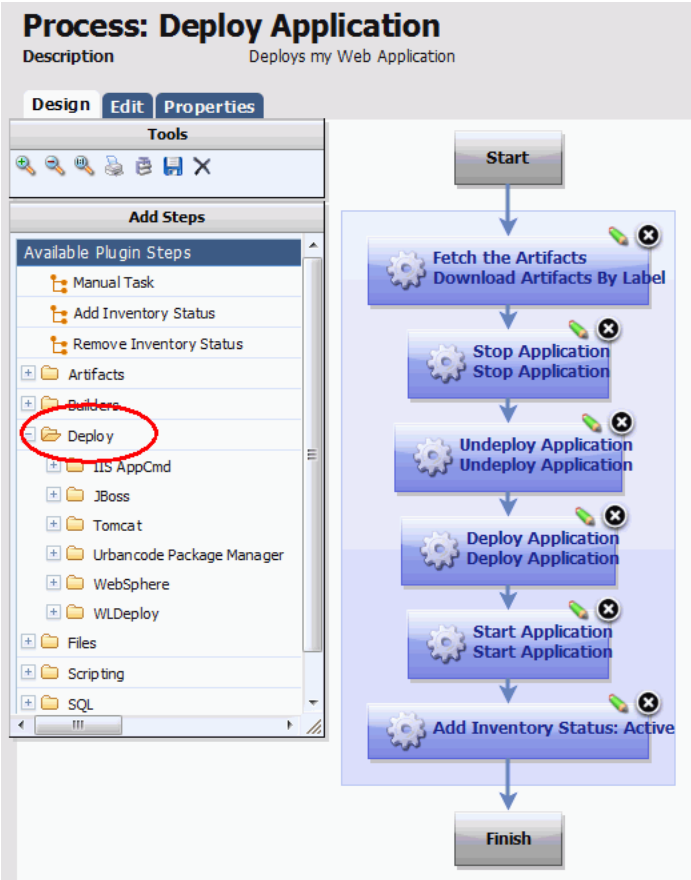 Process: Deploy Application
Description Deploys my Web Application
Design Edit Properties
Tools
Add Steps
Available Plugin Steps
Manual Task
Add Inventory Status
Remove Inventory Status
Artifacts
Builders
Deploy
IIS AppCmd
JBoss
Tomcat
Urbancode Package Manager
WebSphere
WLDeploy
Files
Scripting
SQL
Start
Fetch the Artifacts
Download Artifacts By Label
Stop Application
Stop Application
Undeploy Application
Undeploy Application
Deploy Application
Deploy Application
Start Application
Start Application
Add Inventory Status: Active
Finish